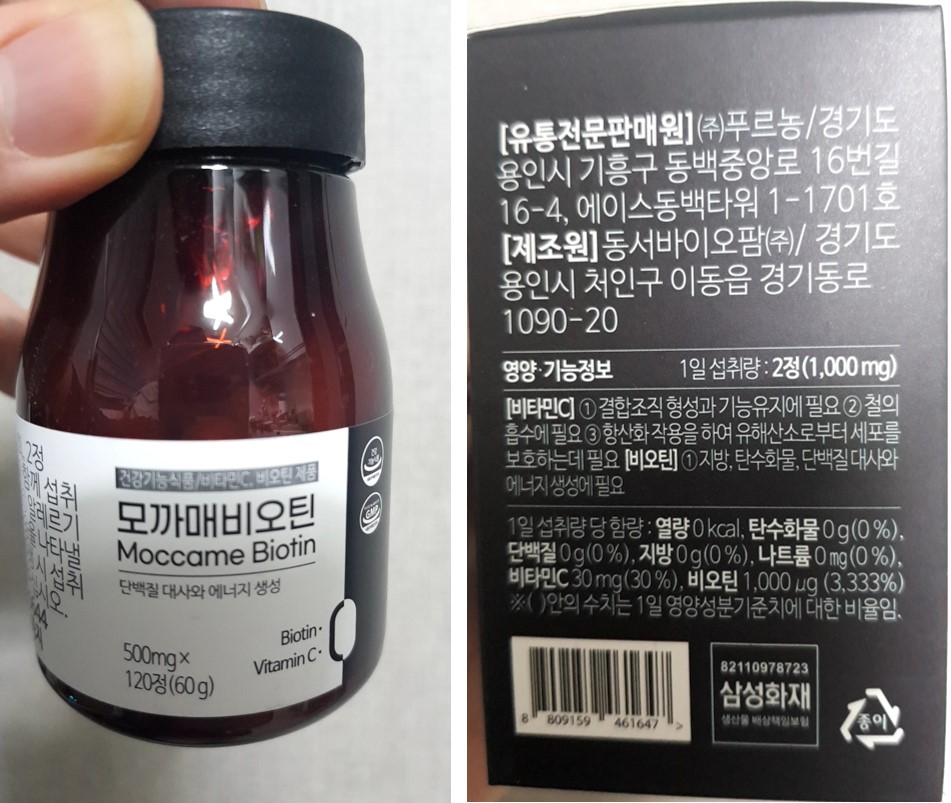 건강기능식품/비타민C, 비오틴 제품
모까매비오틴
Moccame Biotin
단백질 대사와 에너지 생성
Biotin·
Vitamin C·
500mg×
120정(60g)
GMP
2정
[유통전문판매원] (주)푸르농/경기도
용인시 기흥구 동백중앙로 16번길
16-4, 에이스동백타워 1-1701호
[제조원] 동서바이오팜(주)/ 경기도
용인시 처인구 이동읍 경기동로
1090-20
영양·기능정보 1일 섭취량 : 2정(1,000 mg)
[비타민C] ① 결합조직 형성과 기능유지에 필요 ② 철의
흡수에 필요 ③ 항산화 작용을 하여 유해산소로부터 세포를
보호하는데 필요 [비오틴] ① 지방, 탄수화물, 단백질 대사와
에너지 생성에 필요
1일 섭취량 당 함량 : 열량 0 kcal, 탄수화물 0 g(0 %),
단백질 0 g(0 %), 지방 0 g(0 %), 나트륨 0 mg(0 %),
비타민C 30 mg(30 %), 비오틴 1,000 ug (3,333%)
※( )안의 수치는 1일 영양성분기준치에 대한 비율임.
8 809159 461647 >
82110978723
삼성화재
생산물 배상책임보험
종이